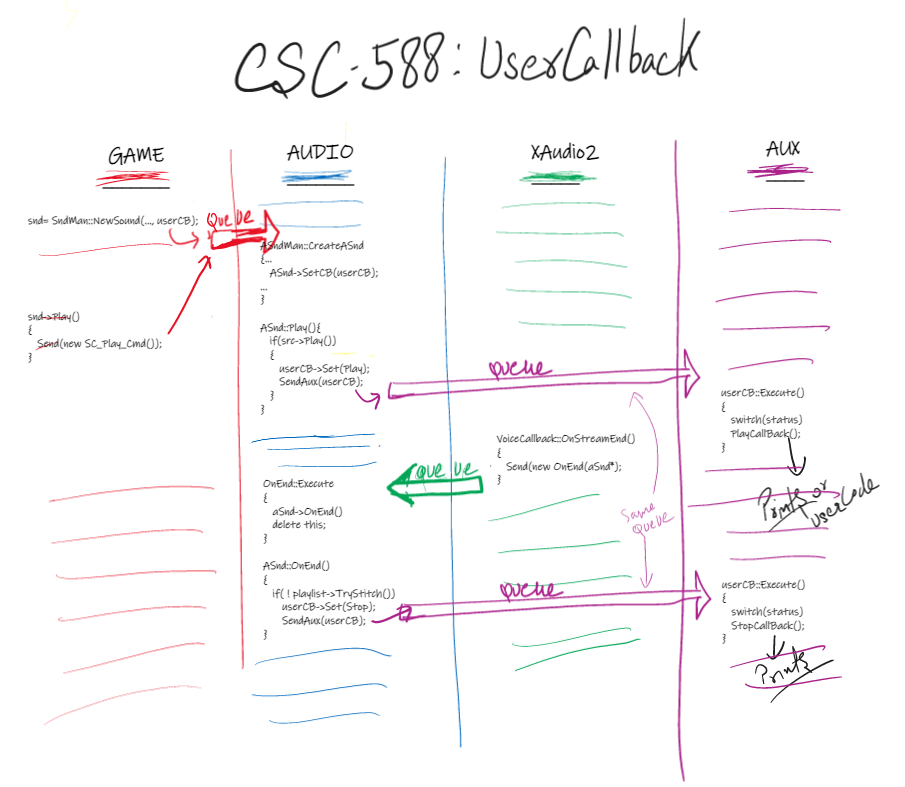 CSC-588: UserCallback
GAME
AUDIO
XAudio2
AUX
snd= SndMan::NewSound(..., userCB);
Queue
ASndMan::CreateASnd
{...
ASnd->SetCB(userCB);
...
}
snd->Play()
{
Send(new SC_Play_Cmd());
}
ASnd::Play(){
if(src->Play())
{
userCB->Set(Play);
SendAux(userCB);
}
}
Queue
userCB::Execute()
{
switch(status)
PlayCallBack();
}
Prints or
UserCode
VoiceCallback::OnStreamEnd()
{
Send(new OnEnd(aSnd*);
}
Queue
OnEnd::Execute
{
aSnd->OnEnd()
delete this;
}
Same
Queue
ASnd::OnEnd()
{
if( ! playlist->TryStitch())
userCB->Set(Stop);
SendAux(userCB);
}
Queue
userCB::Execute()
{
switch(status)
StopCallBack();
}
Prints